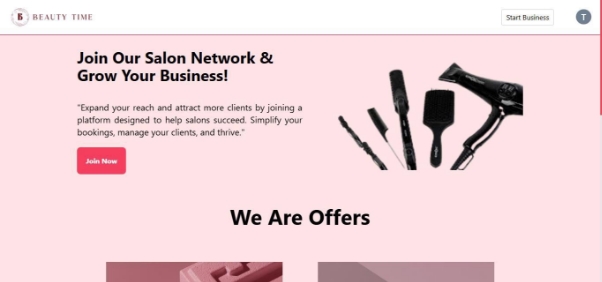 BEAUTY TIME
Start Business
T
Join Our Salon Network &
Grow Your Business!
"Expand your reach and attract more clients by joining a
platform designed to help salons succeed. Simplify your
bookings, manage your clients, and thrive."
Join Now
We Are Offers